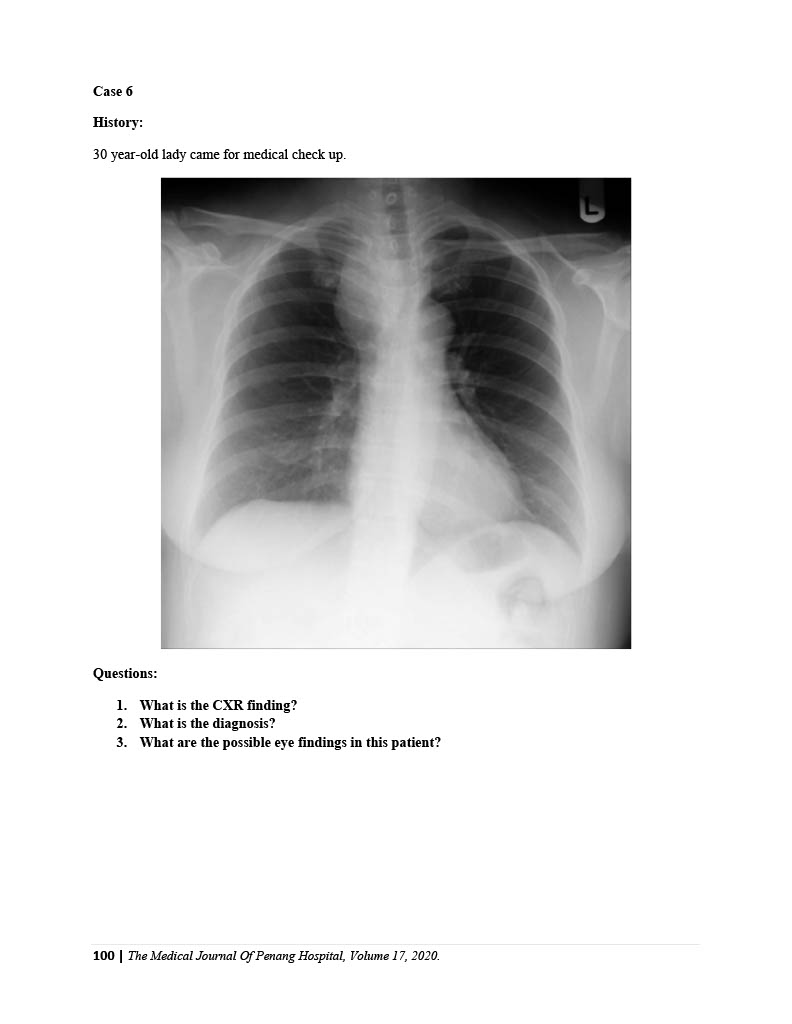 Case 6
History:
30 year-old lady came for medical check up.
L
Questions:
1. What is the CXR finding?
2. What is the diagnosis?
3. What are the possible eye findings in this patient?
100 | The Medical Journal Of Penang Hospital, Volume 17, 2020.